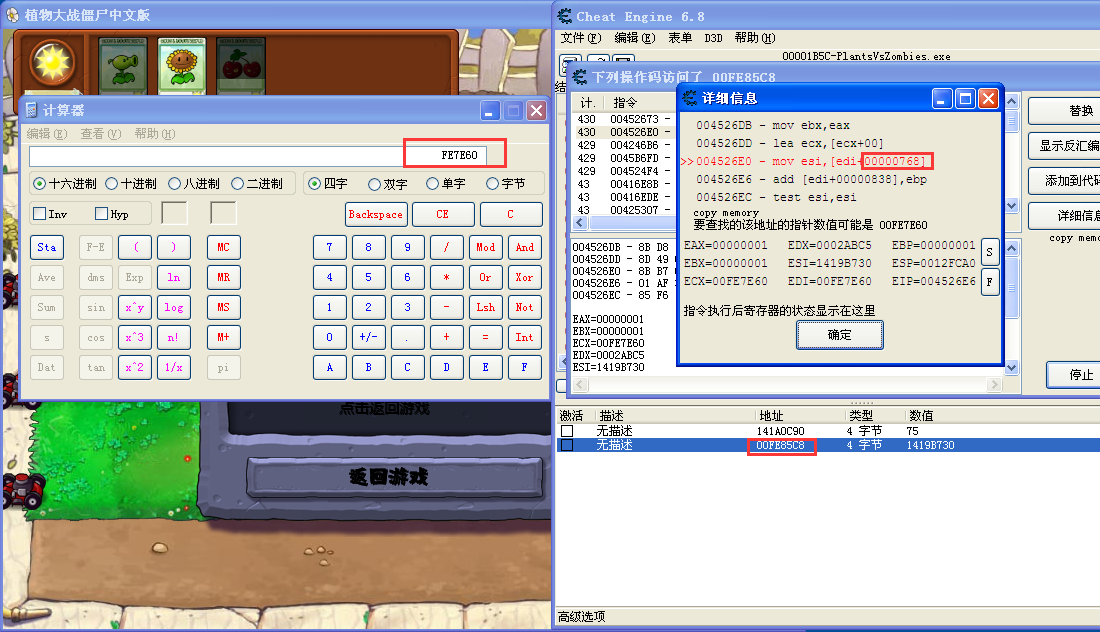 植物大战僵尸中文版
计算器
编辑(E) 查看(V) 帮助(H)
FE7E60
十六进制 十进制 八进制 二进制 四字 双字 单字 字节
Inv Hyp
Backspace CE C
Sta F-E ( ) MC 7 8 9 / Mod And
Ave dms Exp ln MR 4 5 6 * Or Xor
Sum sin x^y log MS 1 2 3 - Lsh Not
s cos x^3 n! M+ 0 +/- . + = Int
Dat tan x^2 1/x pi A B C D E F
点击返回游戏
返回游戏
Cheat Engine 6.8
文件(F) 编辑(E) 表单 D3D 帮助(H)
00001B5C-PlantsVsZombies.exe
下列操作码访问了 00FE85C8
计. 指令
430 00452673 -
430 004526E0 -
429 004246B6 -
429 0045B6FD -
429 004524F4 -
43 00416E8B -
43 00416EDE -
43 00425307 -
替换
显示反汇编
添加到代码
详细信息
copy memo
停止
004526DB - 8B D8
004526DD - 8D 49
004526E0 - 8B B7
004526E6 - 01 AF
004526EC - 85 F6
EAX=00000001
EBX=00000001
ECX=00FE7E60
EDX=0002ABC5
ESI=1419B730
详细信息
004526DB - mov ebx,eax
004526DD - lea ecx,[ecx+00]
>>004526E0 - mov esi,[edi+00000768]
004526E6 - add [edi+00000838],ebp
004526EC - test esi,esi
copy memory
要查找的该地址的指针数值可能是 00FE7E60
EAX=00000001 EDX=0002ABC5 EBP=00000001
EBX=00000001 ESI=1419B730 ESP=0012FCA0
ECX=00FE7E60 EDI=00FE7E60 EIP=004526E6
S
F
指令执行后寄存器的状态显示在这里
确定
激活 描述 地址 类型 数值
无描述 141A0C90 4 字节 75
无描述 00FE85C8 4 字节 1419B730
高级选项